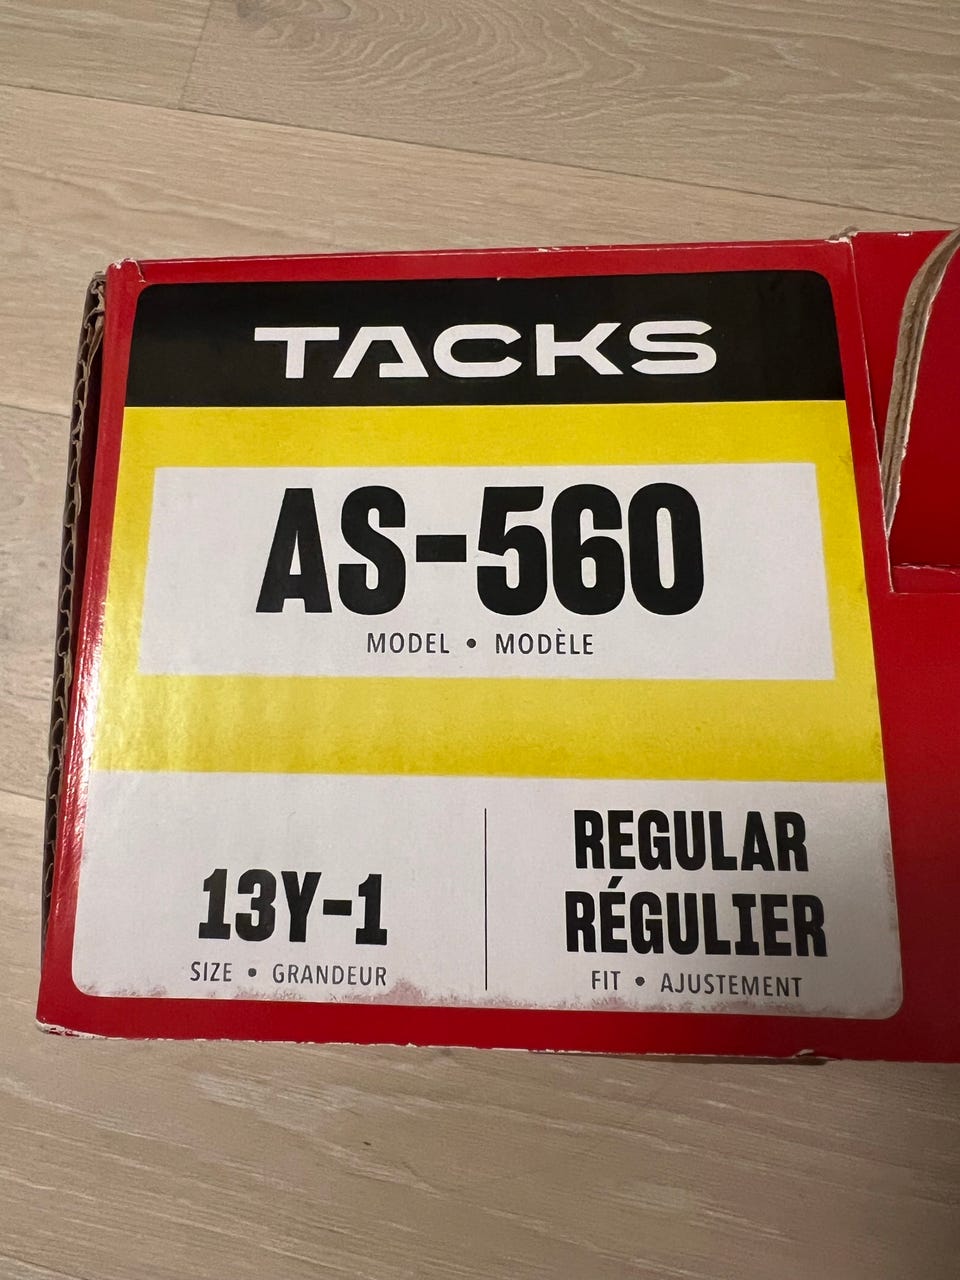 TACKS
AS-560
MODEL • MODÈLE
13Y-1
SIZE • GRANDEUR
REGULAR
RÉGULIER
FIT • AJUSTEMENT